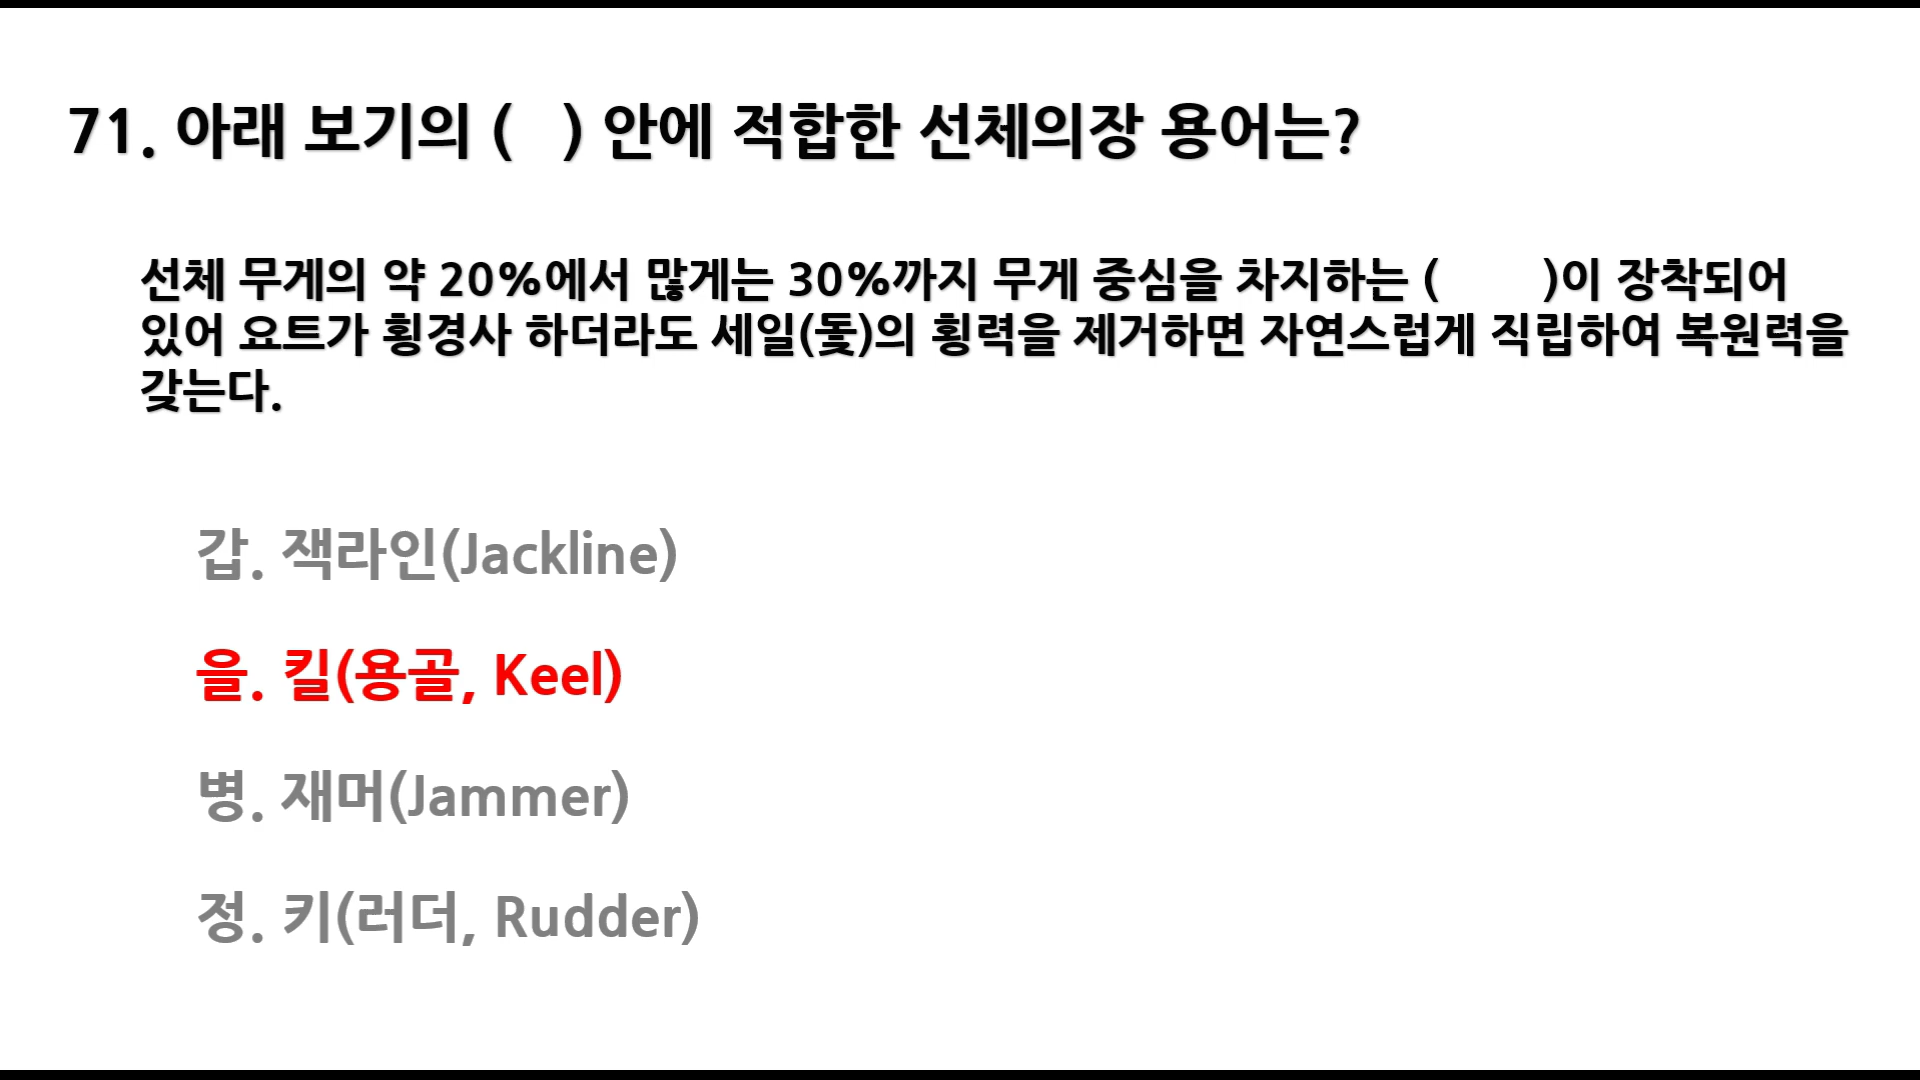 71. 아래 보기의 (   ) 안에 적합한 선체의장 용어는?
선체 무게의 약 20%에서 많게는 30%까지 무게 중심을 차지하는 (        )이 장착되어
있어 요트가 횡경사 하더라도 세일(돛)의 횡력을 제거하면 자연스럽게 직립하여 복원력을
갖는다.
갑. 잭라인(Jackline)
을. 킬(용골, Keel)
병. 재머(Jammer)
정. 키(러더, Rudder)